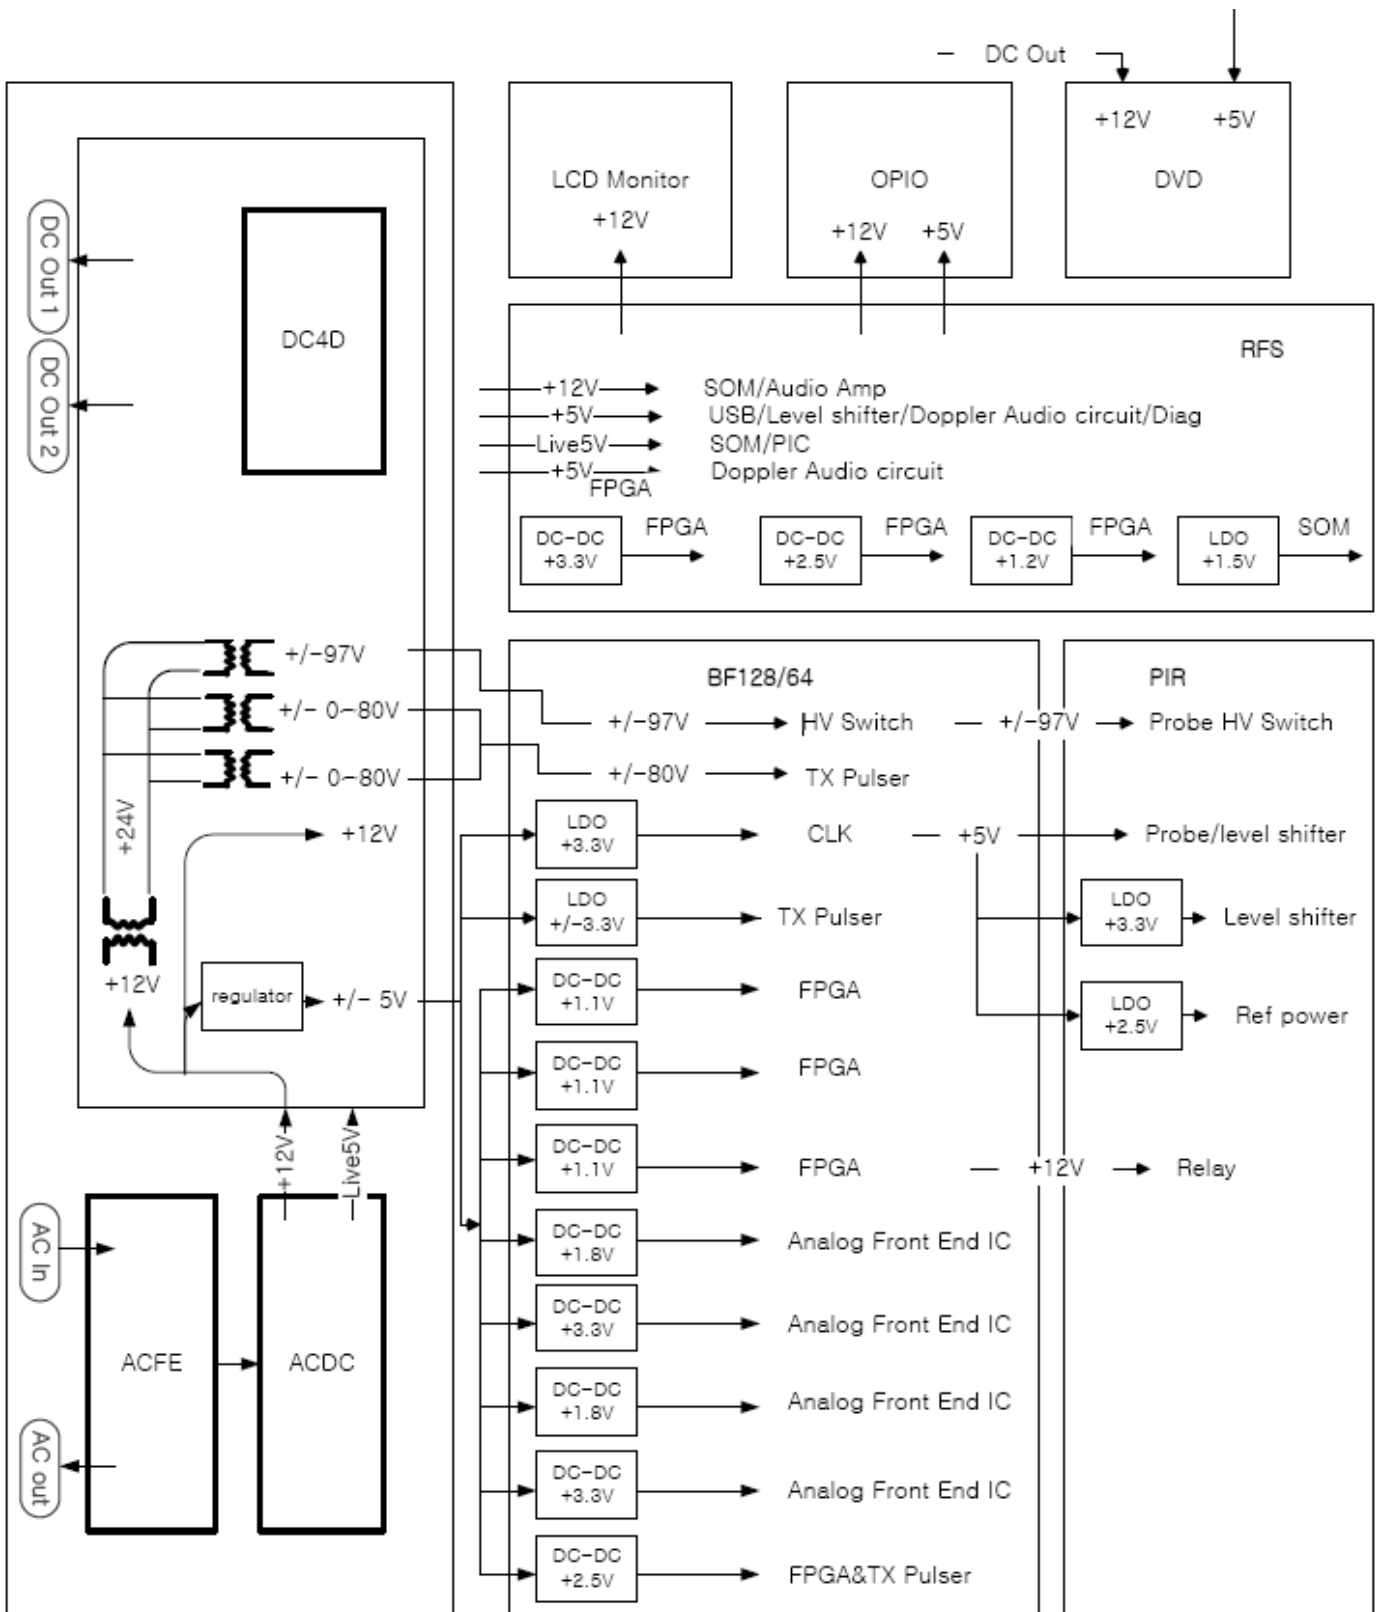 DC Out
+12V
+5V
DVD
LCD Monitor
+12V
OPIO
+12V
+5V
DC Out 1
DC Out 2
DC4D
RFS
+12V
SOM/Audio Amp
+5V
USB/Level shifter/Doppler Audio circuit/Diag
Live5V
SOM/PIC
+5V
Doppler Audio circuit
FPGA
DC-DC
+3.3V
FPGA
DC-DC
+2.5V
FPGA
DC-DC
+1.2V
FPGA
LDO
+1.5V
SOM
+/-97V
+/- 0~80V
+/- 0~80V
+24V
+12V
+12V
regulator
+/- 5V
+12V
Live5V
AC In
AC out
ACFE
ACDC
BF128/64
+/-97V
HV Switch
+/-97V
+/-80V
TX Pulser
LDO
+3.3V
CLK
+5V
LDO
+/-3.3V
TX Pulser
DC-DC
+1.1V
FPGA
DC-DC
+1.1V
FPGA
DC-DC
+1.1V
FPGA
+12V
DC-DC
+1.8V
Analog Front End IC
DC-DC
+3.3V
Analog Front End IC
DC-DC
+1.8V
Analog Front End IC
DC-DC
+3.3V
Analog Front End IC
DC-DC
+2.5V
FPGA&TX Pulser
PIR
Probe HV Switch
Probe/level shifter
LDO
+3.3V
Level shifter
LDO
+2.5V
Ref power
Relay